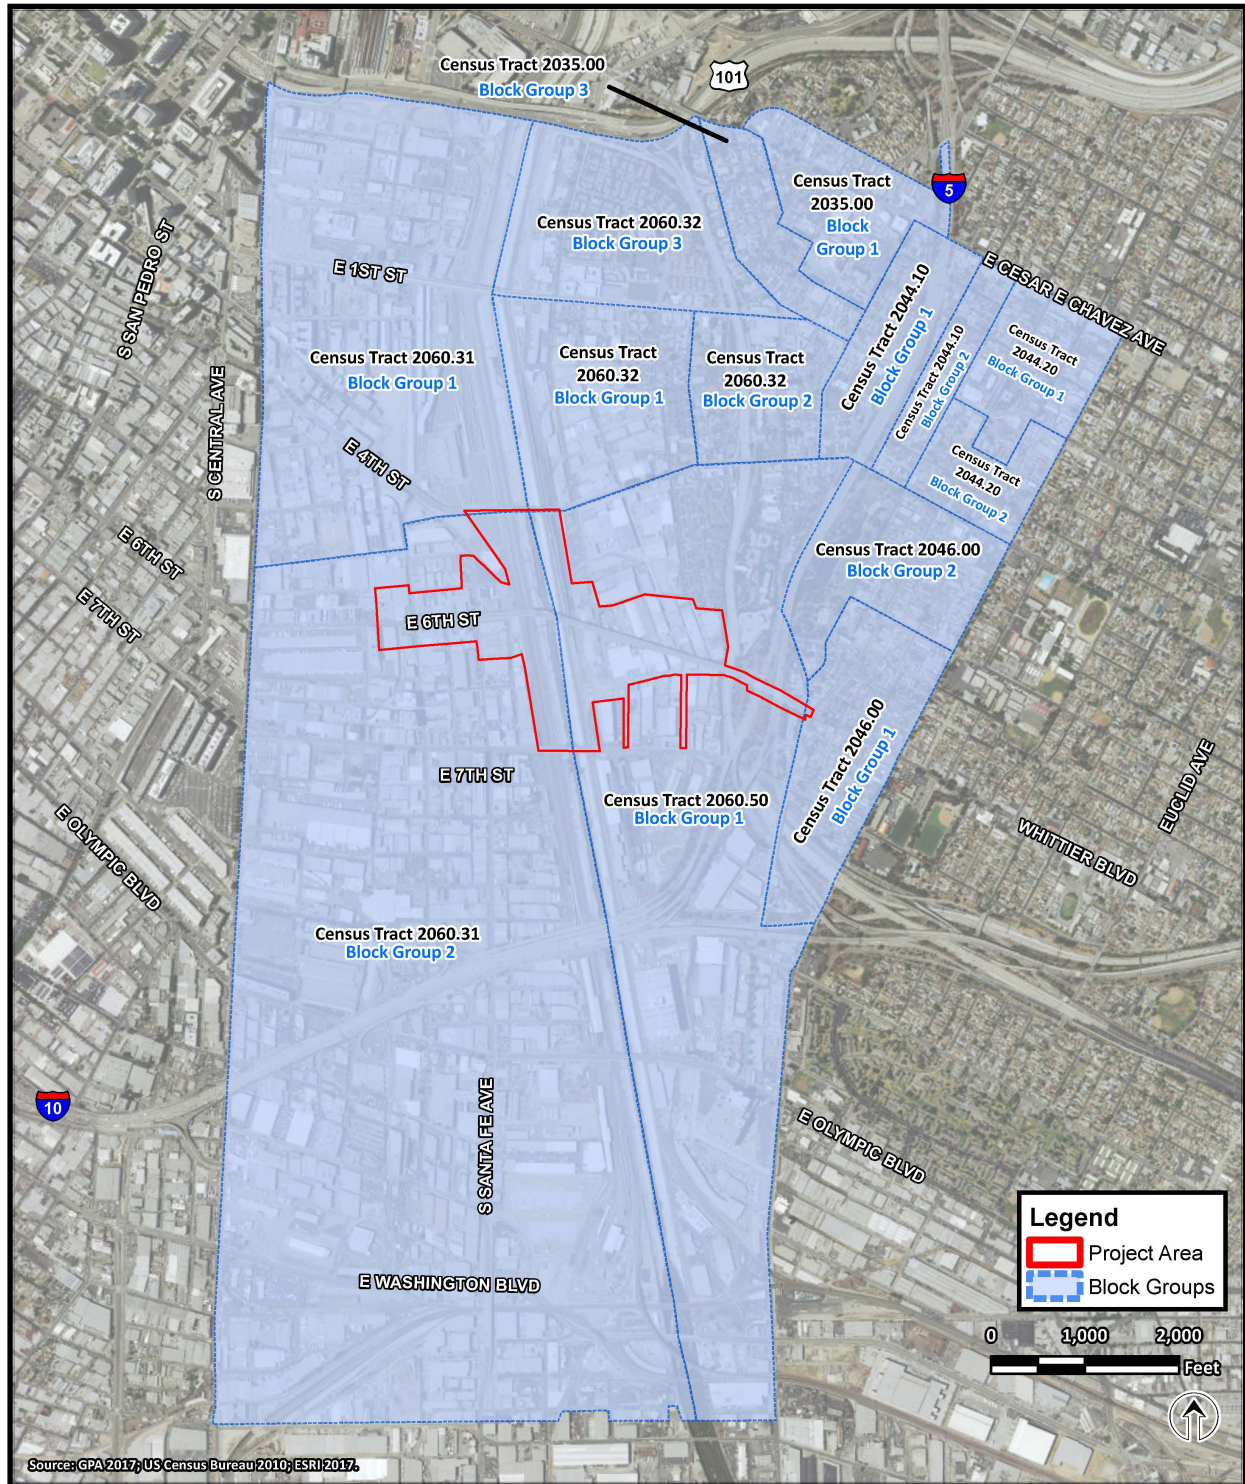 Census Tract 2035.00
Block Group 3
101
Census Tract
2035.00
Block
Group 1
5
Census Tract 2060.32
Block Group 3
S SAN PEDRO ST
E 1ST ST
E CESAR E CHAVEZ AVE
Census Tract 2044.10
Block Group 1
Census Tract 2044.10
Block Group 2
Census Tract
2044.20
Block Group 1
Census Tract 2060.31
Block Group 1
Census Tract
2060.32
Block Group 1
Census Tract
2060.32
Block Group 2
S CENTRAL AVE
E 4TH ST
Census Tract
2044.20
Block Group 2
E 6TH ST
E 7TH ST
Census Tract 2046.00
Block Group 2
E 6TH ST
Census Tract 2046.00
Block Group 1
E 7TH ST
Census Tract 2060.50
Block Group 1
EUCLID AVE
WHITTIER BLVD
E OLYMPIC BLVD
Census Tract 2060.31
Block Group 2
10
S SANTA FE AVE
E OLYMPIC BLVD
E WASHINGTON BLVD
Legend
Project Area
Block Groups
0 1,000 2,000
Feet
Source: GPA 2017; US Census Bureau 2010; ESRI 2017.